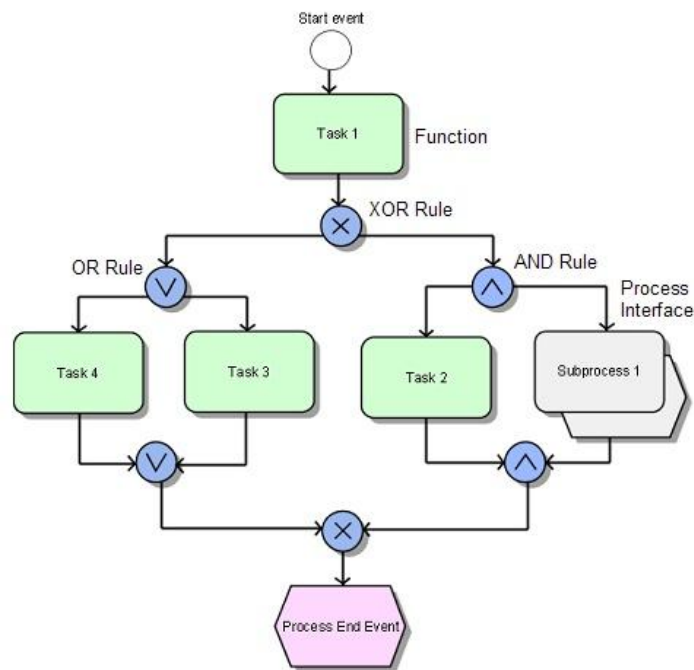 Start event
Task 1
Function
XOR Rule
OR Rule
AND Rule
Process
Interface
Task 4
Task 3
Task 2
Subprocess 1
Process End Event